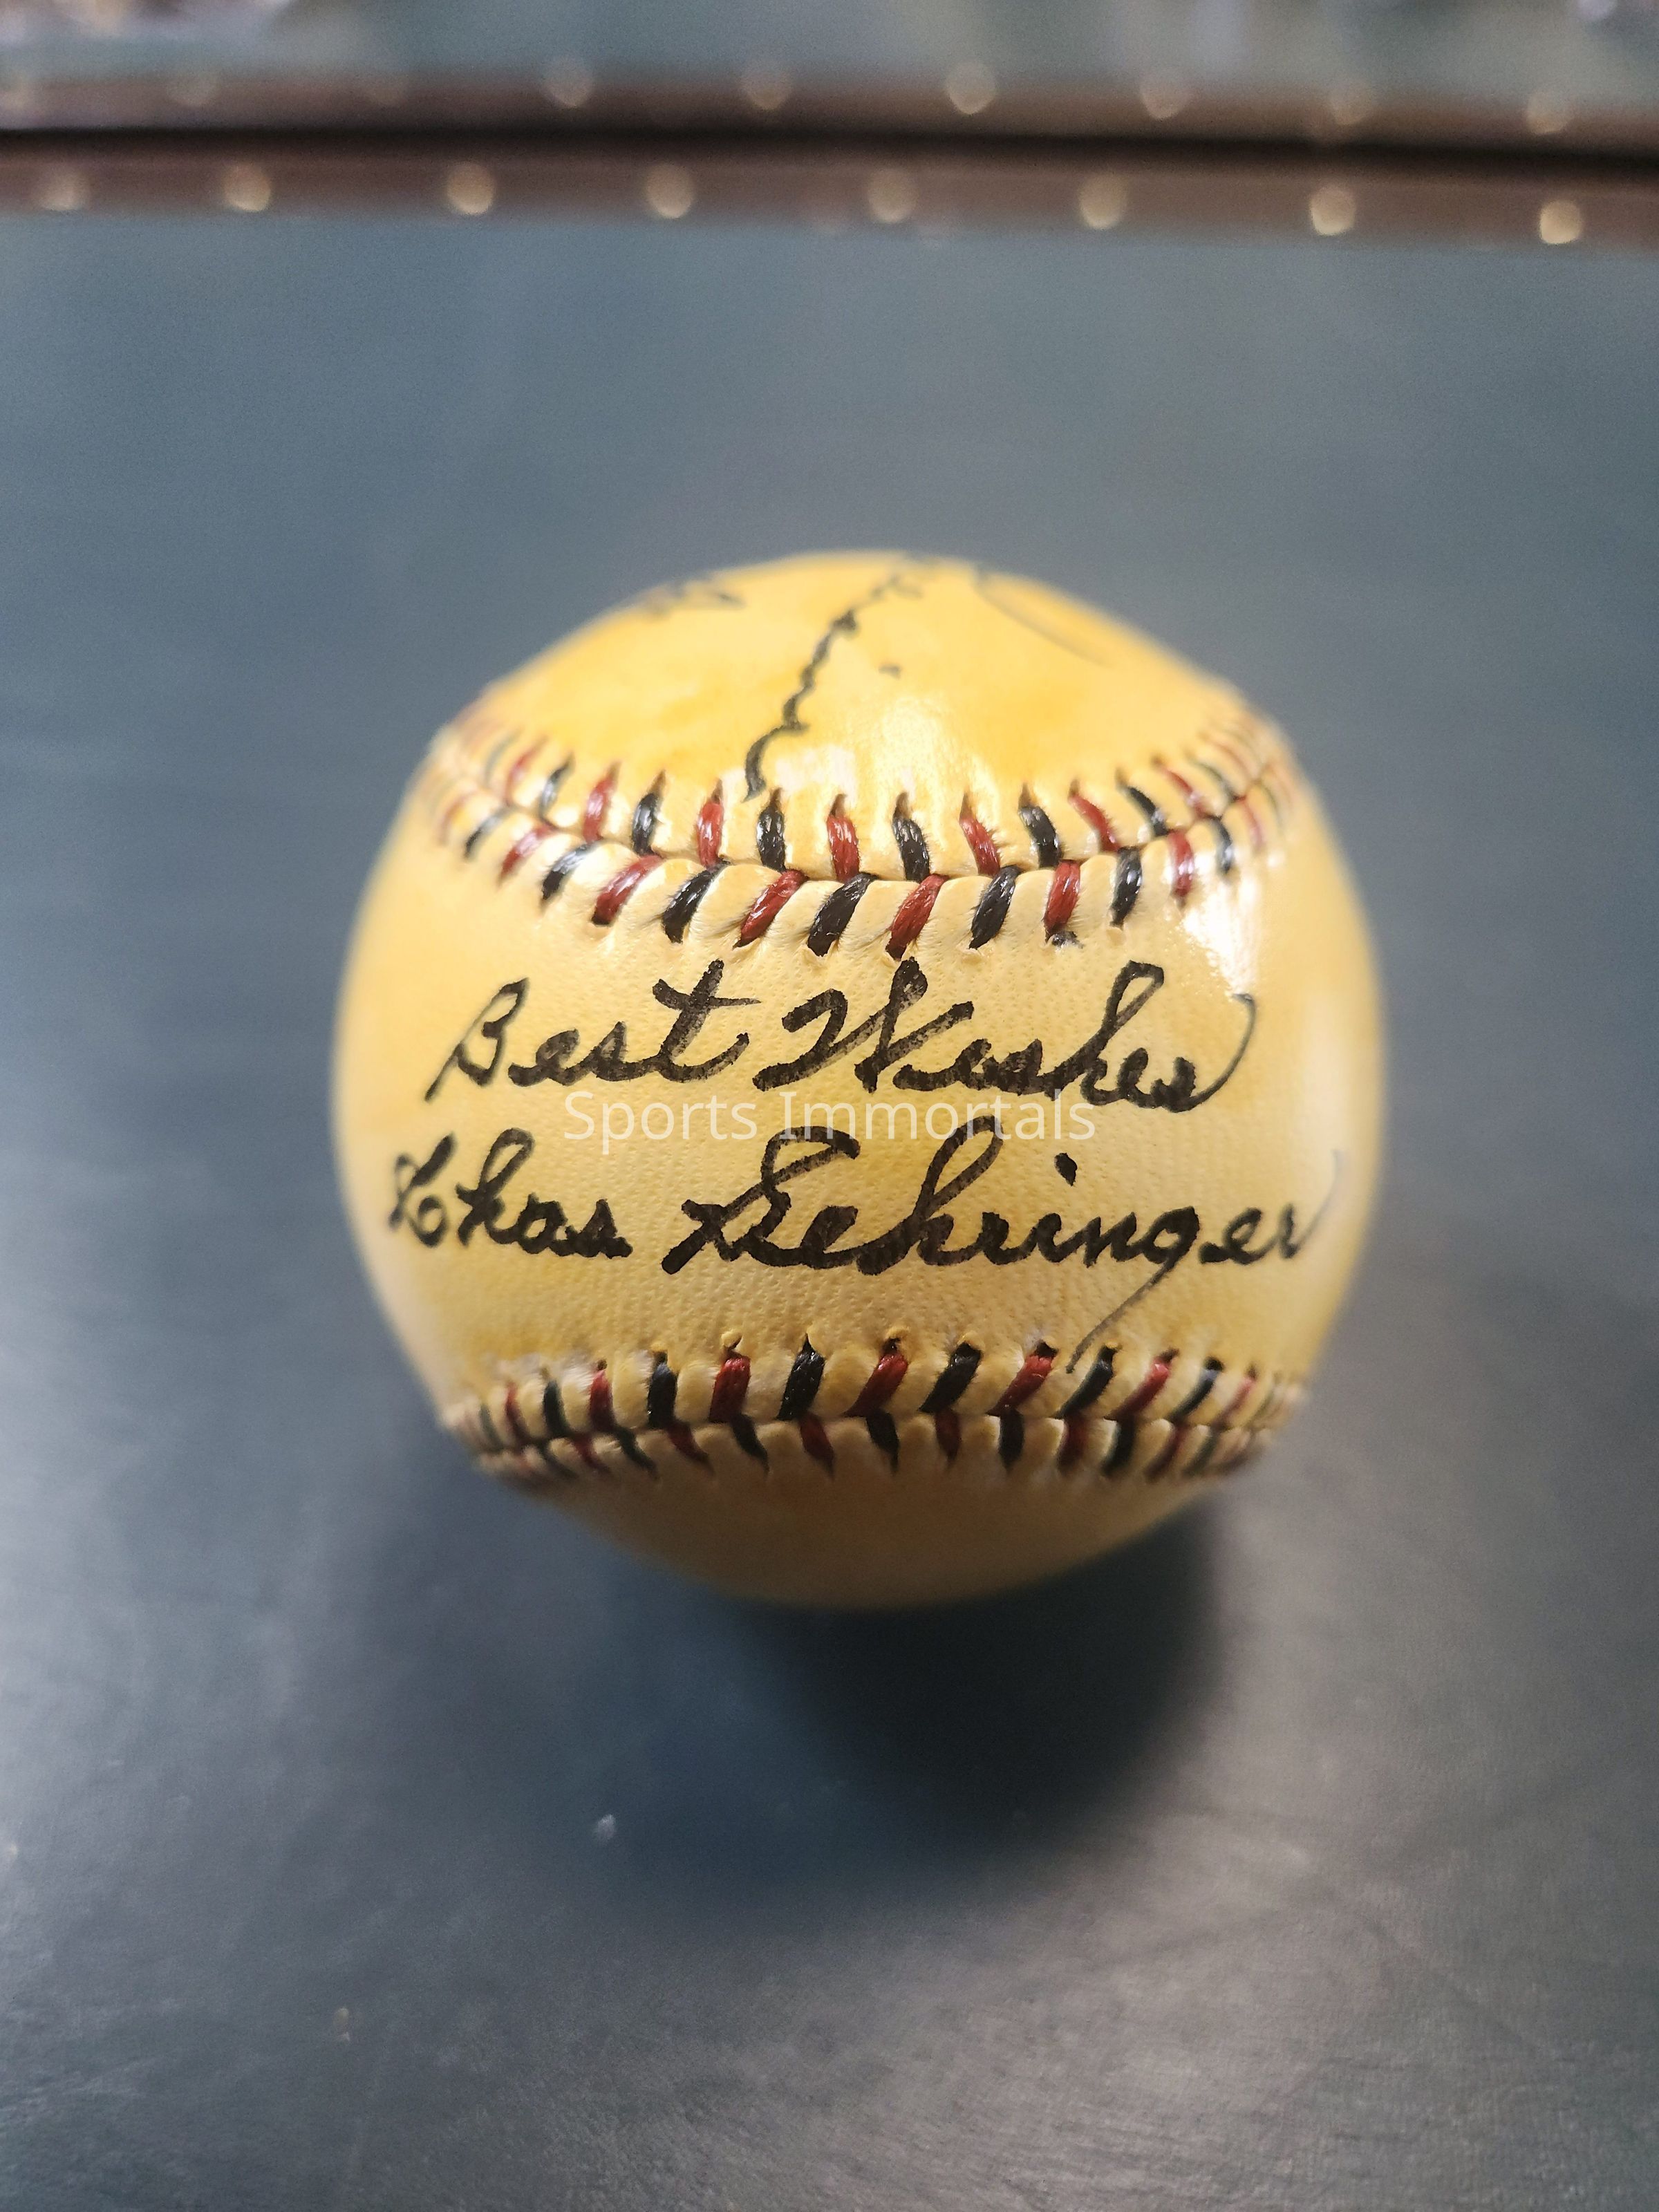 Best Wishes
Sports Immortals
Chas Gehringer